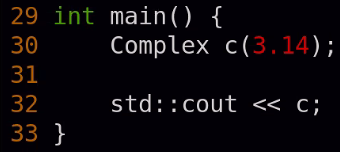 29 int main() {
30     Complex c(3.14);
31
32     std::cout << c;
33 }